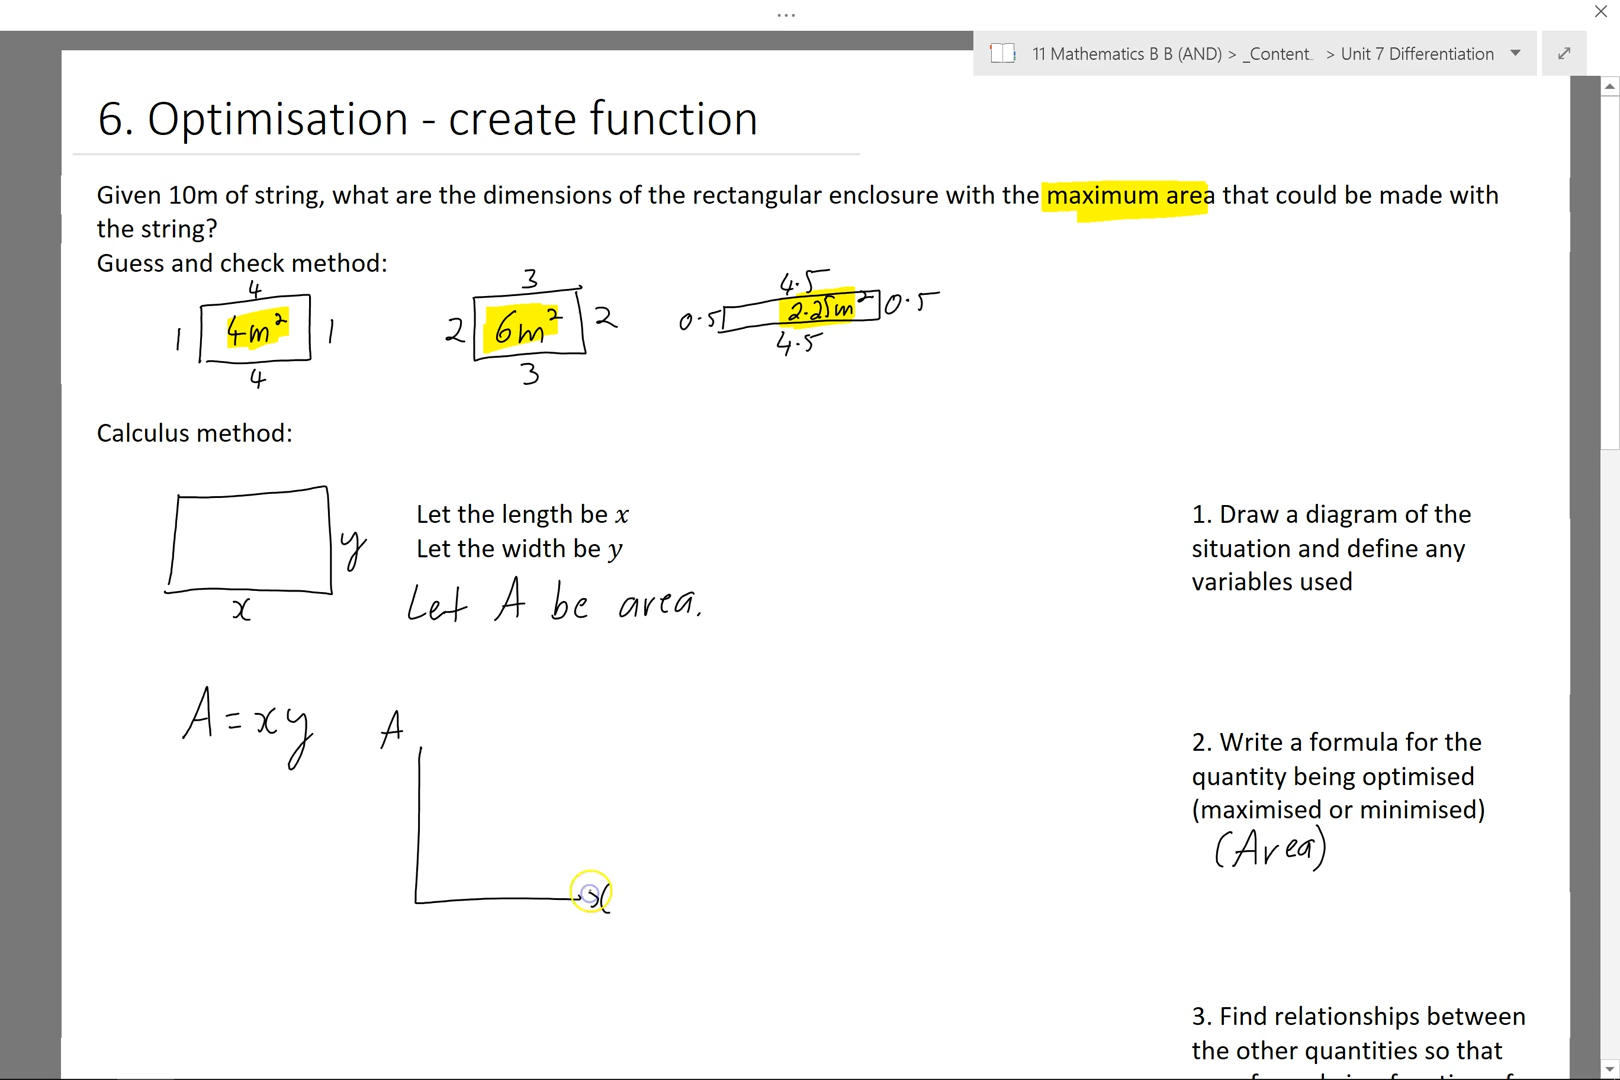 11 Mathematics B B (AND) > _Content. > Unit 7 Differentiation
6. Optimisation - create function
Given 10m of string, what are the dimensions of the rectangular enclosure with the maximum area that could be made with
the string?
Guess and check method:
4
1 4m² 1
4
3
2 6m² 2
3
4.5
0.5 2.25m² 0.5
4.5
Calculus method:
y
x
Let the length be x
Let the width be y
Let A be area.
1. Draw a diagram of the
situation and define any
variables used
A = xy
A
x
2. Write a formula for the
quantity being optimised
(maximised or minimised)
(Area)
3. Find relationships between
the other quantities so that